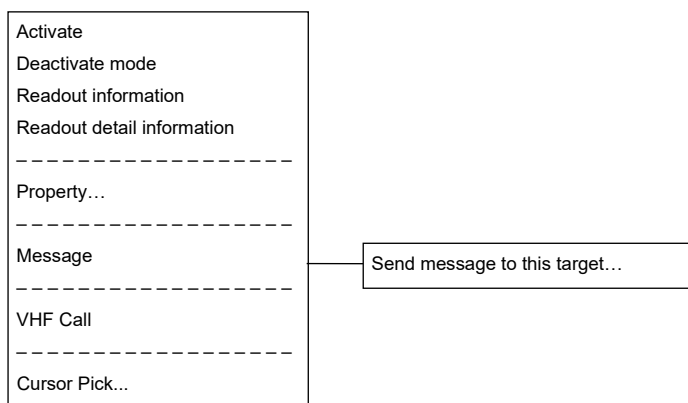 Activate
Deactivate mode
Readout information
Readout detail information
Property…
Message
Send message to this target…
VHF Call
Cursor Pick...